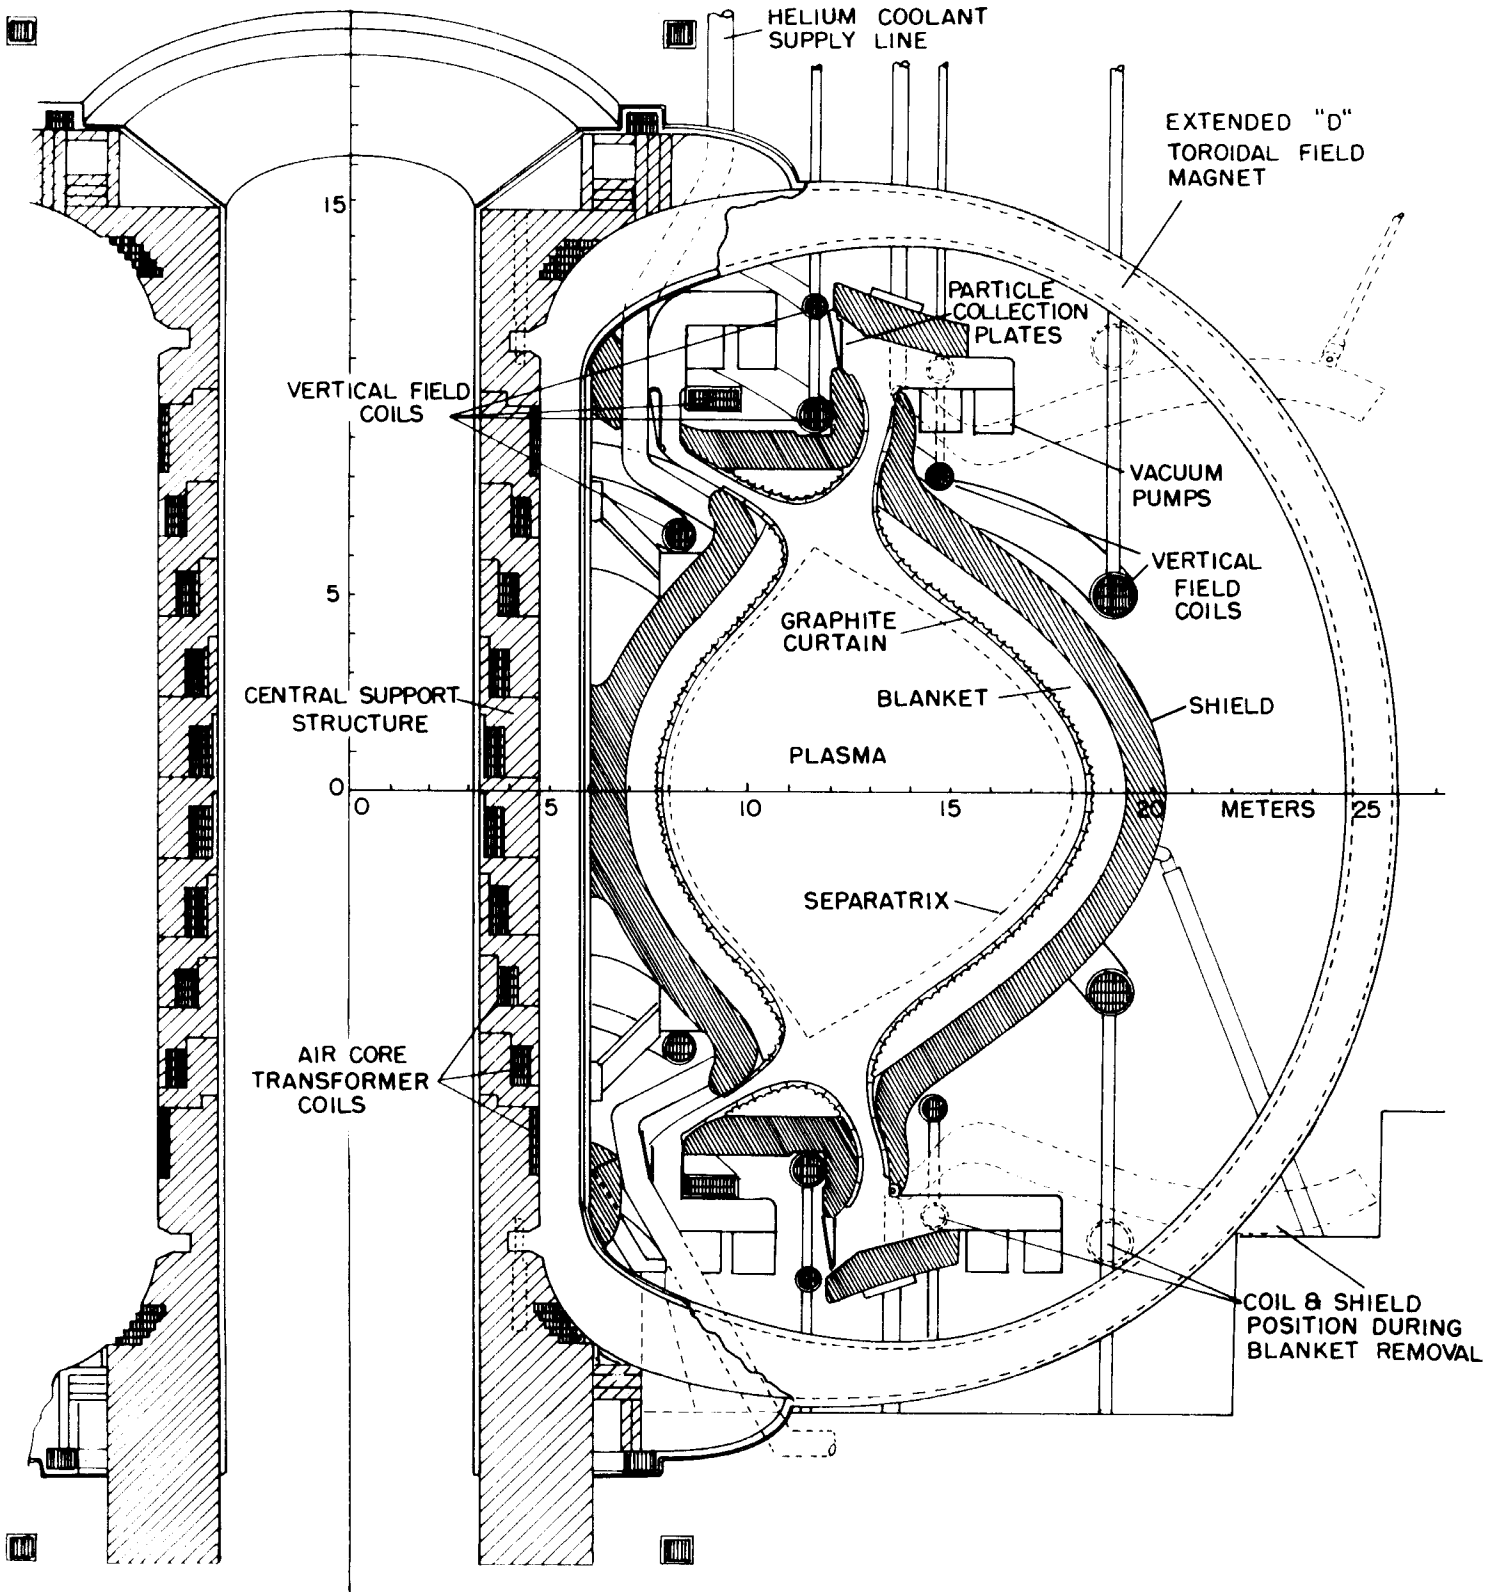 HELIUM COOLANT
SUPPLY LINE
EXTENDED "D"
TOROIDAL FIELD
MAGNET
15
PARTICLE
COLLECTION
PLATES
VERTICAL FIELD
COILS
VACUUM
PUMPS
VERTICAL
FIELD
COILS
5
GRAPHITE
CURTAIN
CENTRAL SUPPORT
STRUCTURE
BLANKET
SHIELD
PLASMA
0
0 5 10 15 20 METERS 25
SEPARATRIX
AIR CORE
TRANSFORMER
COILS
COIL & SHIELD
POSITION DURING
BLANKET REMOVAL